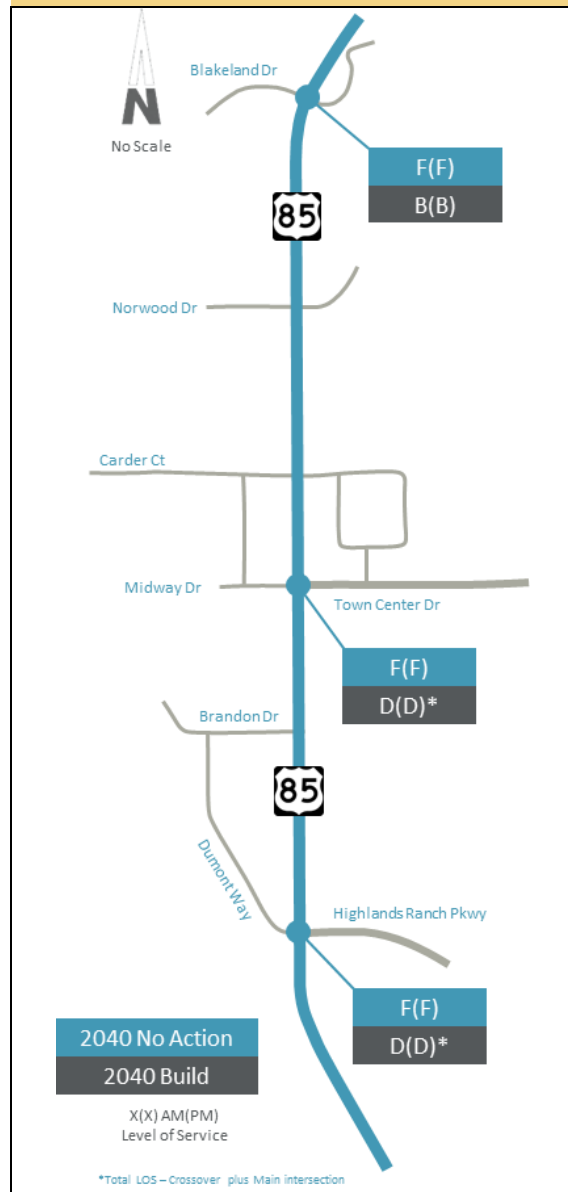 Blakeland Dr
N
No Scale
F(F)
B(B)
85
Norwood Dr
Carder Ct
Midway Dr
Town Center Dr
F(F)
D(D)*
Brandon Dr
85
Dumont Way
Highlands Ranch Pkwy
F(F)
D(D)*
2040 No Action
2040 Build
X(X) AM(PM)
Level of Service
*Total LOS – Crossover plus Main intersection